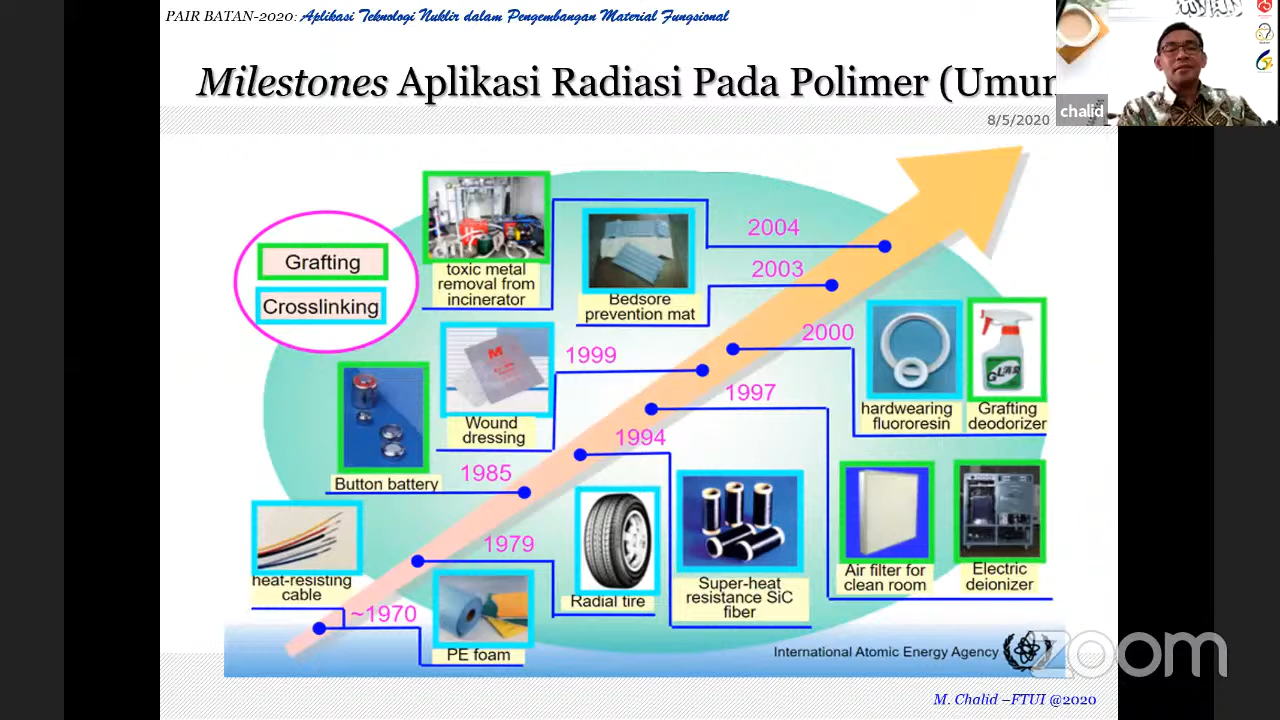 PAIR BATAN-2020: Aplikasi Teknologi Nuklir dalam Pengembangan Material Fungsional
Milestones Aplikasi Radiasi Pada Polimer (Umum
chalid
8/5/2020
Grafting
Crosslinking
toxic metal
removal from
incinerator
Bedsore
prevention mat
2004
2003
2000
hardwearing
fluororesin
Grafting
deodorizer
GLAR
Wound
dressing
1999
1997
1994
Button battery
1985
1979
heat-resisting
cable
~1970
PE foam
Radial tire
Super-heat
resistance SiC
fiber
Air filter for
clean room
Electric
deionizer
International Atomic Energy Agency
zoom
M. Chalid –FTUI @2020